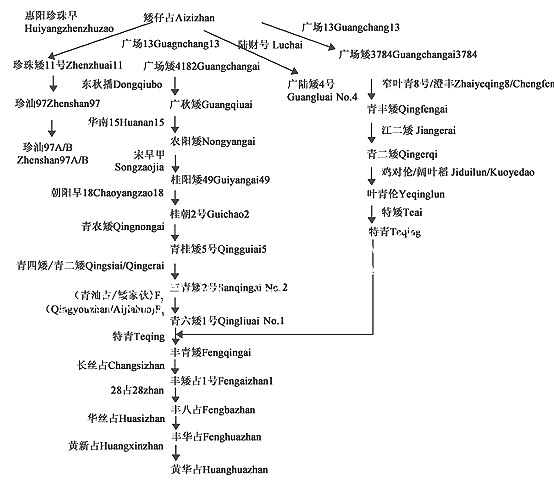 惠阳珍珠早
Huiyangzhenzhuzao
矮仔占Aizizhan
广场13Guangchang13
广场13Guagnchang13
陆财号 Luchai
珍珠矮11号Zhenzhuai11
广场矮4182Guangchangai
广场矮3784Guangchangai3784
东秋播Dongqiubo
广陆矮4号
Guangluai No.4
窄叶青8号/澄丰Zhaiyeqing8/Chengfen
珍汕97Zhenshan97
广秋矮Guangqiuai
青丰矮Qingfengai
华南15Huanan15
江二矮 Jiangerai
珍汕97A/B
Zhenshan97A/B
农阳矮Nongyangai
青二矮Qingerqi
宋早甲
Songzaojia
鸡对伦/阔叶稻 Jiduilun/Kuoyedao
桂阳矮49Guiyangai49
叶青伦Yeqinglun
朝阳早18Chaoyangzao18
特矮Teai
桂朝2号Guichao2
特青Teqing
青农矮Qingnongai
青桂矮5号Qingguiai5
青四矮/青二矮Qingsiai/Qingerai
三青矮2号Sanqingai No.2
(青汕占/矮家伙)F₁
(Qingyouzhan/Aijiahuo)F₁
青六矮1号Qingliuai No.1
特青Teqing
丰青矮Fengqingai
长丝占Changsizhan
丰矮占1号Fengaizhan1
28占28zhan
丰八占Fengbazhan
华丝占Huasizhan
丰华占Fenghuazhan
黄新占Huangxinzhan
黄华占Huanghuazhan